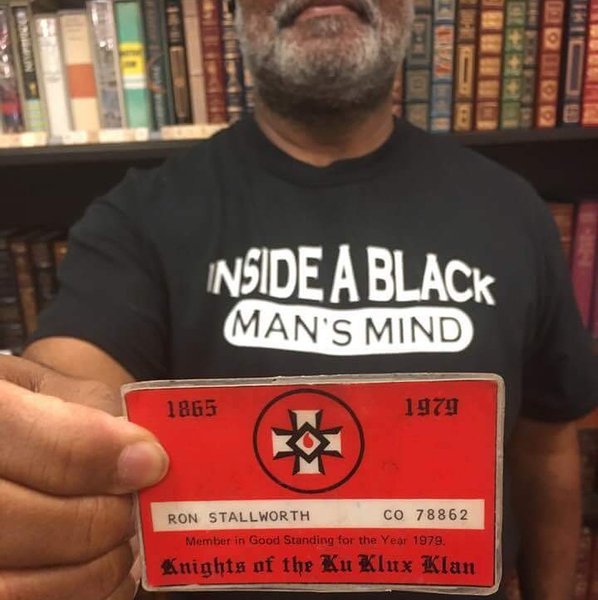 INSIDE A BLACK
MAN'S MIND
1865 1979
RON STALLWORTH CO 78862
Member in Good Standing for the Year 1979.
Knights of the Ku Klux Klan